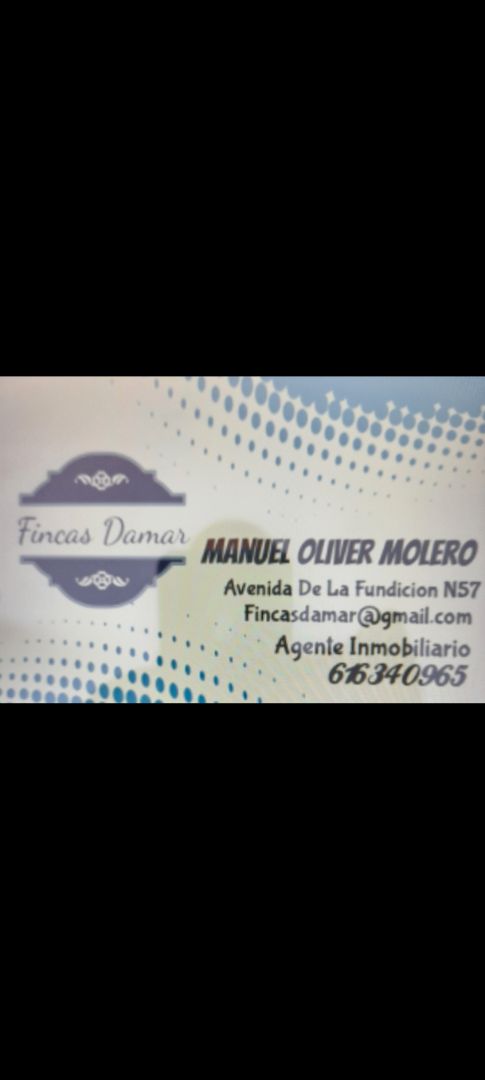 Fincas Damar
MANUEL OLIVER MOLERO
Avenida De La Fundicion N57
Fincasdamar@gmail.com
Agente Inmobiliario
616340965